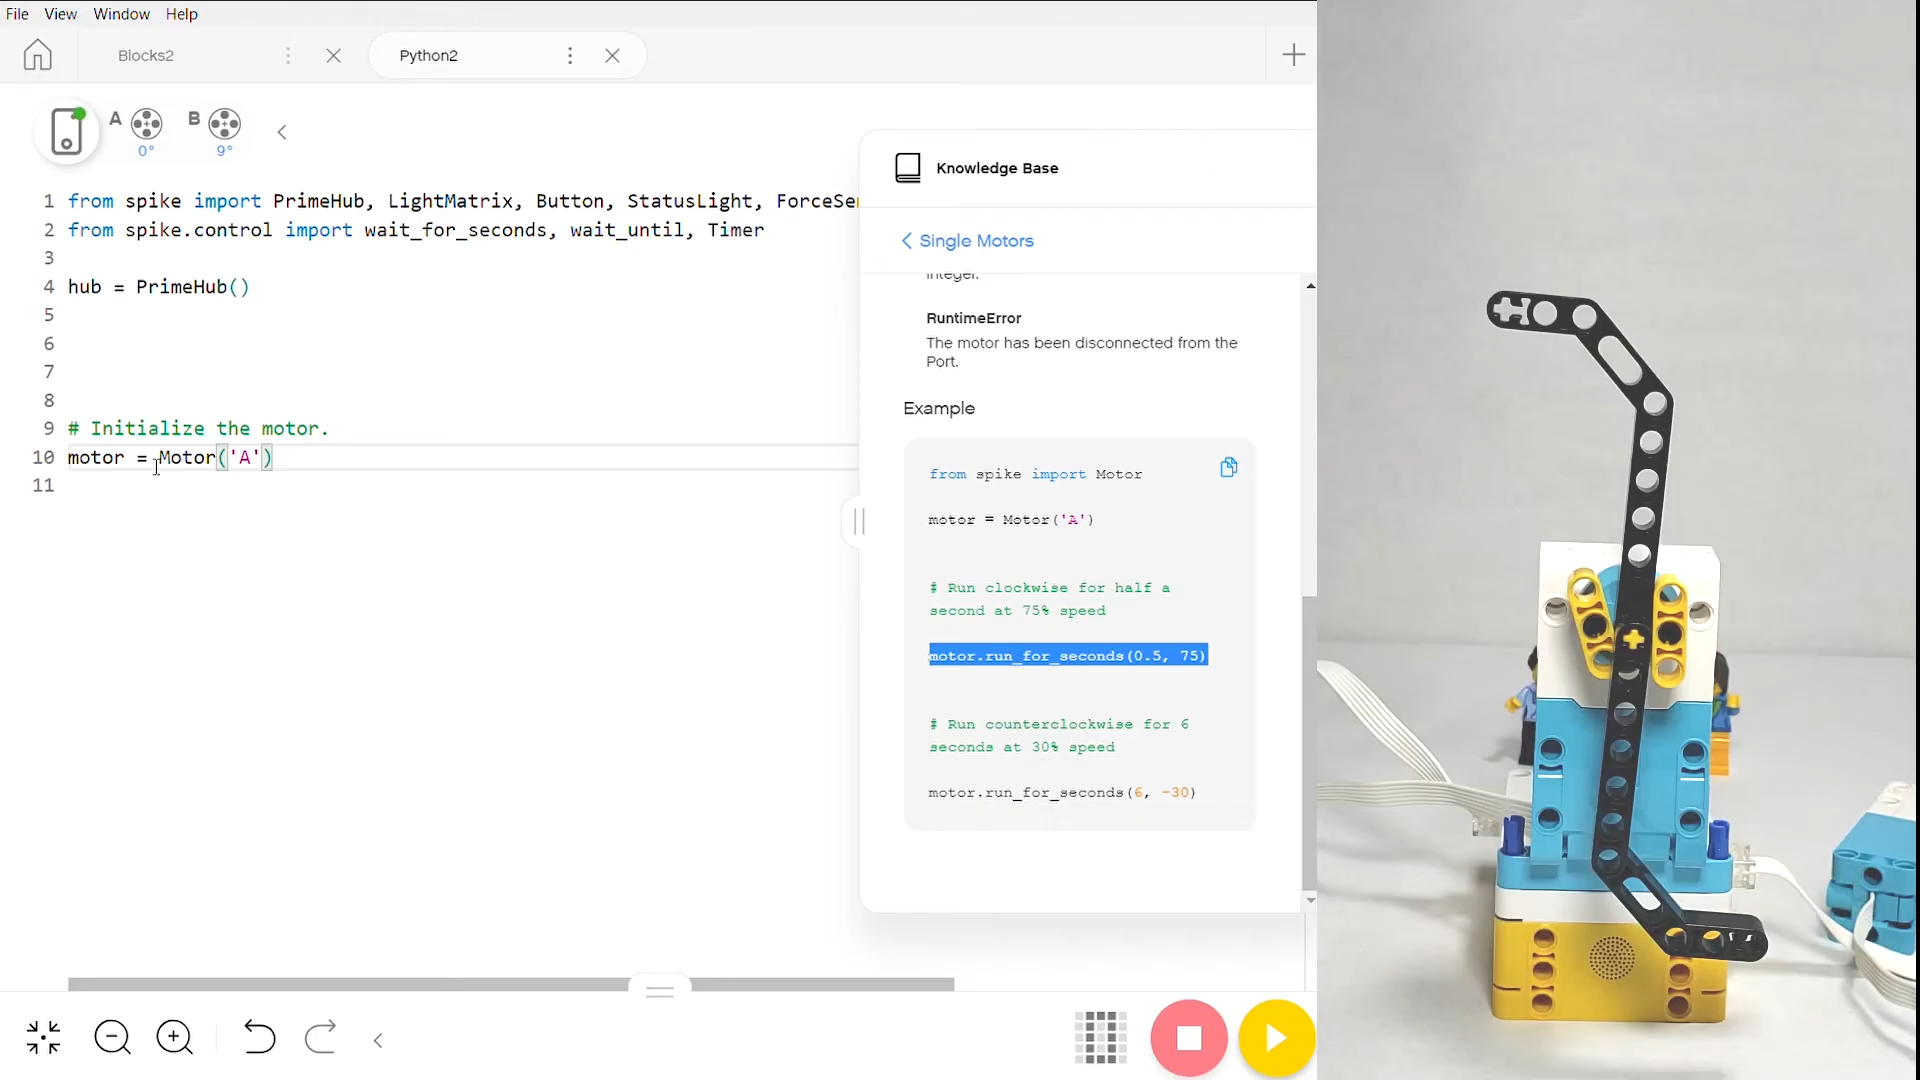 File View Window Help
Blocks2
Python2
A
B
0°
9°
1 from spike import PrimeHub, LightMatrix, Button, StatusLight, ForceSe
2 from spike.control import wait_for_seconds, wait_until, Timer
3
4 hub = PrimeHub()
5
6
7
8
9 # Initialize the motor.
10 motor = Motor('A')
11
Knowledge Base
Single Motors
integer.
RuntimeError
The motor has been disconnected from the
Port.
Example
from spike import Motor
motor = Motor('A')
# Run clockwise for half a
second at 75% speed
motor.run_for_seconds(0.5, 75)
# Run counterclockwise for 6
seconds at 30% speed
motor.run_for_seconds(6, -30)